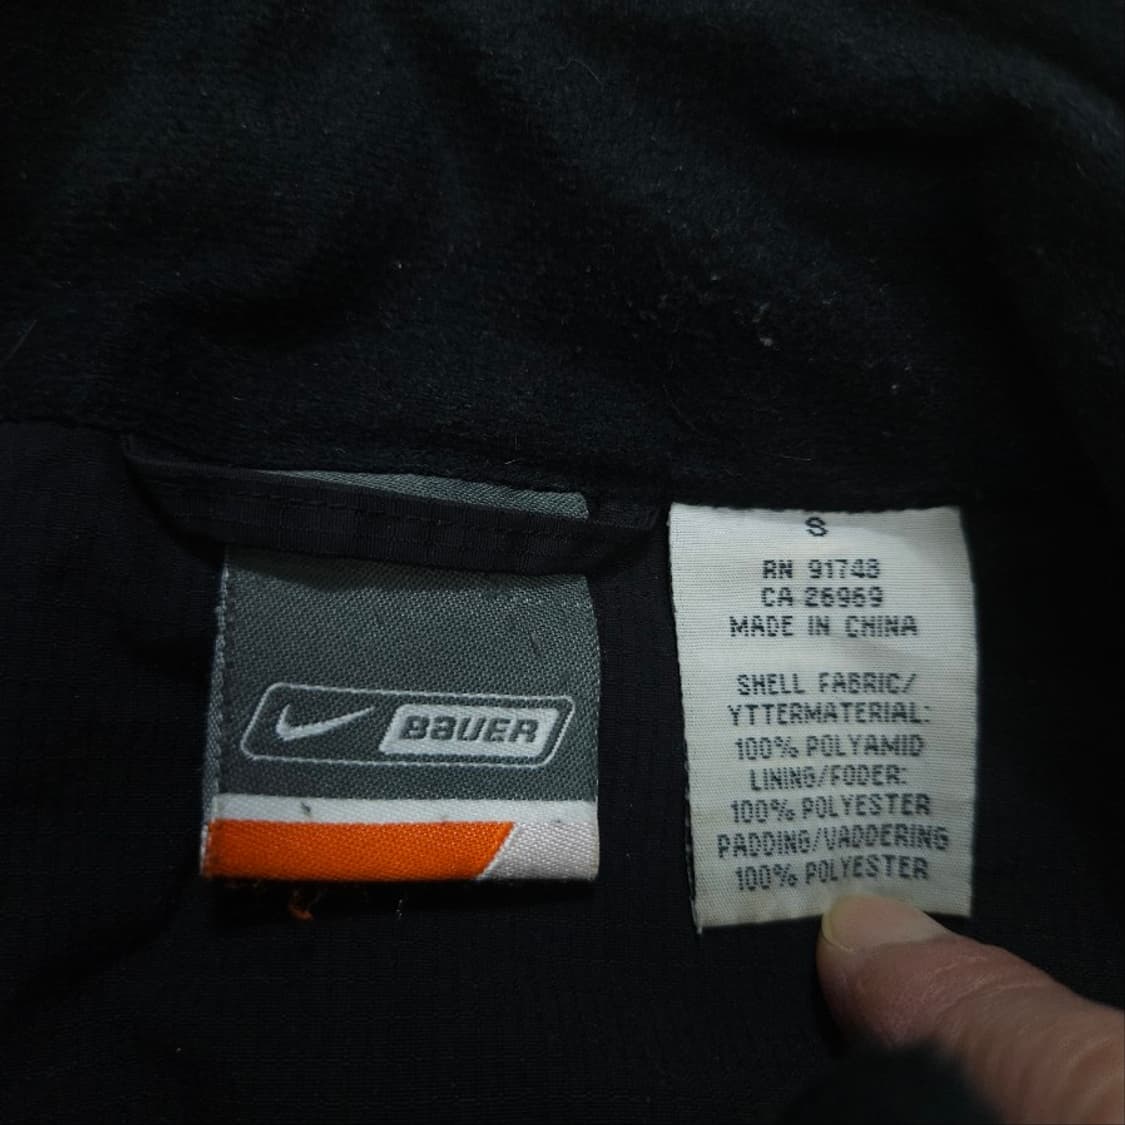 BaUER
S
RN 91748
CA 26969
MADE IN CHINA
SHELL FABRIC/
YTTERMATERIAL:
100% POLYAMID
LINING/FODER:
100% POLYESTER
PADDING/VADDERING
100% POLYESTER